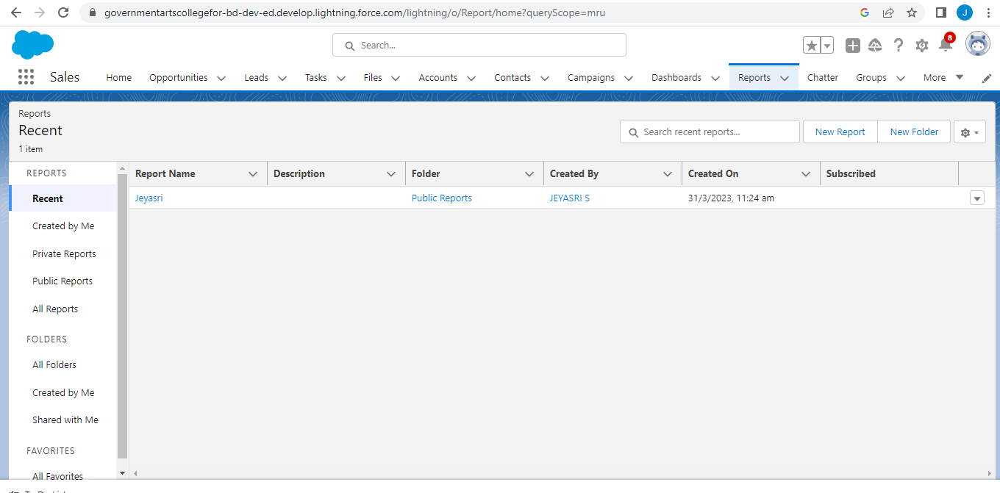 governmentartscollegefor-bd-dev-ed.develop.lightning.force.com/lightning/o/Report/home?queryScope=mru
J
Search...
8
Sales Home Opportunities Leads Tasks Files Accounts Contacts Campaigns Dashboards Reports Chatter Groups More
Reports
Recent
1 item
Search recent reports...
New Report
New Folder
REPORTS
Recent
Created by Me
Private Reports
Public Reports
All Reports
FOLDERS
All Folders
Created by Me
Shared with Me
FAVORITES
All Favorites
Report Name Description Folder Created By Created On Subscribed
Jeyasri Public Reports JEYASRI S 31/3/2023, 11:24 am